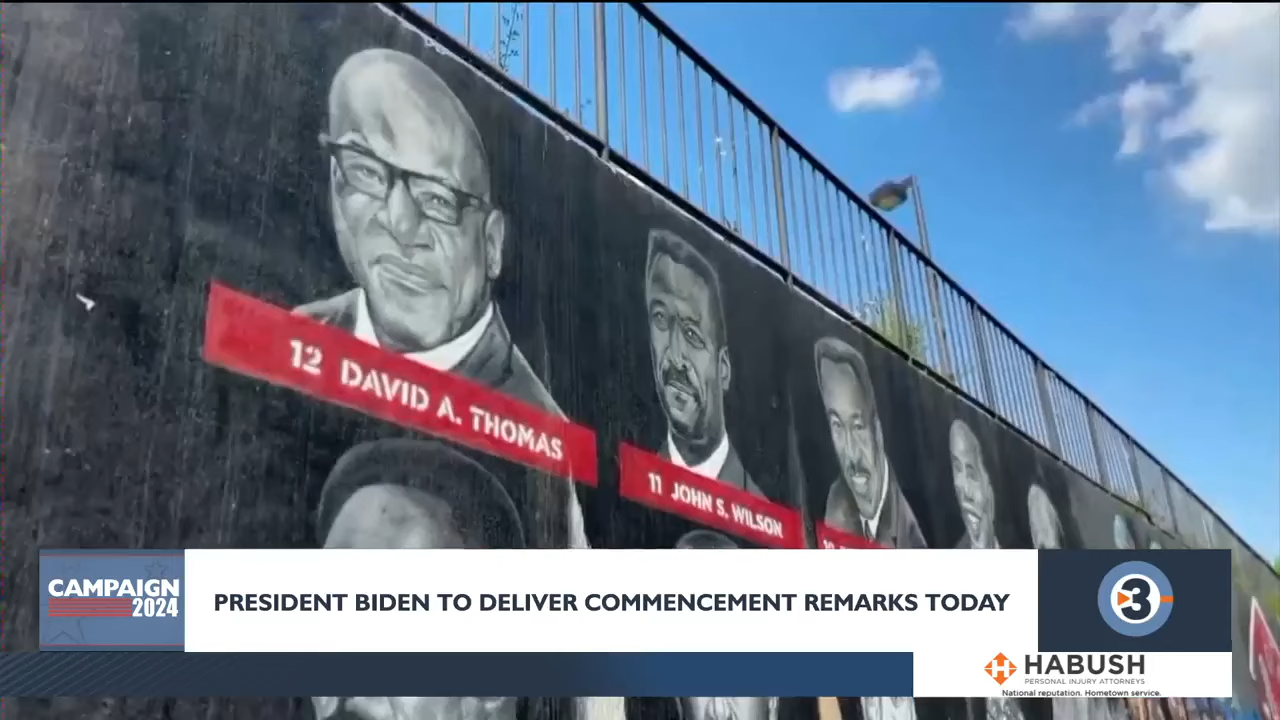 12 DAVID A. THOMAS
11 JOHN S. WILSON
CAMPAIGN
2024
PRESIDENT BIDEN TO DELIVER COMMENCEMENT REMARKS TODAY
3
HABUSH
PERSONAL INJURY ATTORNEYS
National reputation. Hometown service.